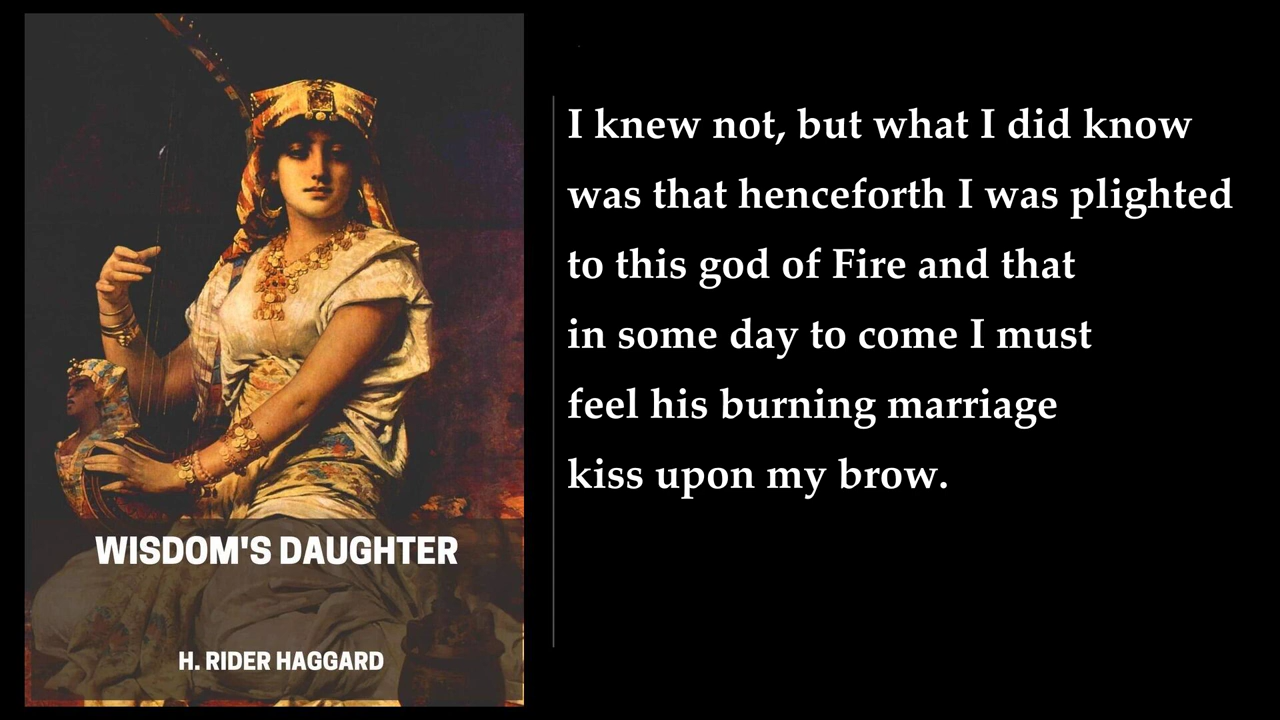 WISDOM'S DAUGHTER
H. RIDER HAGGARD
I knew not, but what I did know
was that henceforth I was plighted
to this god of Fire and that
in some day to come I must
feel his burning marriage
kiss upon my brow.